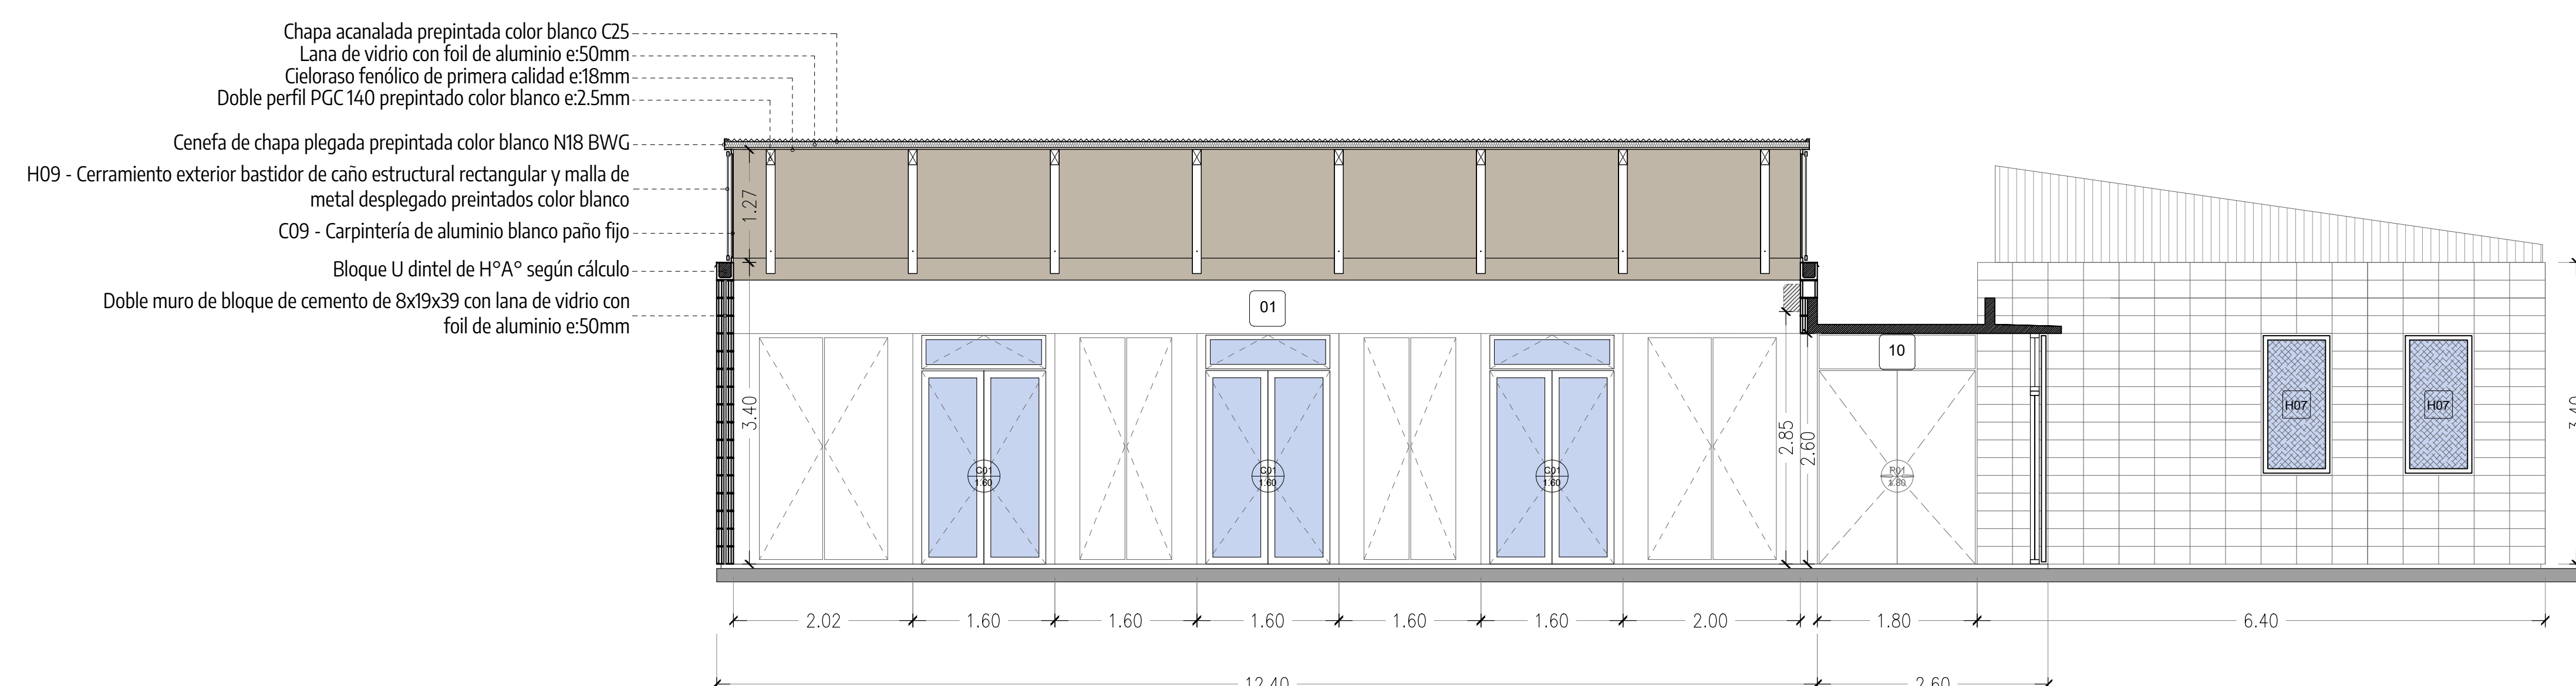 Chapa acanalada prepintada color blanco C25
Lana de vidrio con foil de aluminio e:50mm
Cieloraso fenólico de primera calidad e:18mm
Doble perfil PGC 140 prepintado color blanco e:2.5mm
Cenefa de chapa plegada prepintada color blanco N18 BWG
H09 - Cerramiento exterior bastidor de caño estructural rectangular y malla de
metal desplegado preintados color blanco
C09 - Carpintería de aluminio blanco paño fijo
Bloque U dintel de H°A° según cálculo
Doble muro de bloque de cemento de 8x19x39 con lana de vidrio con
foil de aluminio e:50mm
1.27
3.40
01
10
2.85
2.60
C01
1.60
C01
1.60
C01
1.60
P01
1.80
H07
H07
3.40
2.02
1.60
1.60
1.60
1.60
1.60
2.00
1.80
6.40
12.40
2.60